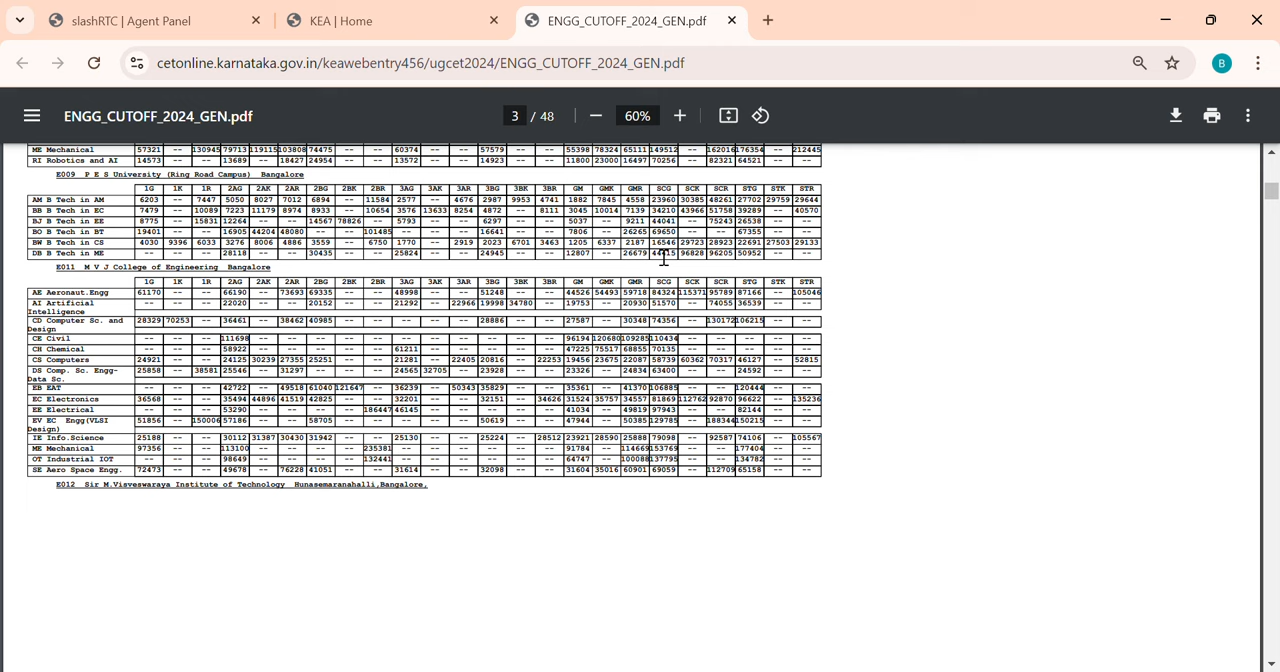 slashRTC | Agent Panel
KEA | Home
ENGG_CUTOFF_2024_GEN.pdf
cetonline.karnataka.gov.in/keawebentry456/ugcet2024/ENGG_CUTOFF_2024_GEN.pdf
B
ENGG_CUTOFF_2024_GEN.pdf
3 / 48
60%
ME Mechanical 57321 -- 130945 79713 119115 103808 74475 -- -- 60374 -- -- 57579 -- -- 55398 78324 65111 149512 -- 162016 176354 -- 212445
RI Robotics and AI 14573 -- -- 13689 -- 18427 24954 -- -- 13572 -- -- 14923 -- -- 11800 23000 16497 70256 -- 82321 64521 -- --
E009 P E S University (Ring Road Campus) Bangalore
1G 1K 1R 2AG 2AK 2AR 2BG 2BK 2BR 3AG 3AK 3AR 3BG 3BK 3BR GM GMK GMR SCG SCK SCR STG STK STR
AM B Tech in AM 6203 -- 7447 5050 8027 7012 6894 -- 11584 2577 -- 4676 2987 9953 4741 1882 7845 4558 23960 30385 48261 27702 29759 29644
BB B Tech in EC 7479 -- 10089 7223 11179 8974 8933 -- 10654 3576 13633 8254 4872 -- 8111 3045 10014 7139 34210 43966 51758 39289 -- 40570
BJ B Tech in EE 8775 -- 15831 12264 -- -- 14567 78826 -- 5793 -- -- 6297 -- -- 5037 -- 9211 44041 -- 75243 26538 -- --
BO B Tech in BT 19401 -- -- 16905 44204 48080 -- -- 101485 -- -- -- 16641 -- -- 7806 -- 26265 69650 -- -- 67355 -- --
BW B Tech in CS 4030 9396 6033 3276 8006 4886 3559 -- 6750 1770 -- 2919 2023 6701 3463 1205 6337 2187 16546 29723 28923 22691 27503 29133
DB B Tech in ME -- -- -- 28118 -- -- 30435 -- -- 25824 -- -- 24945 -- -- 12807 -- 26679 96828 96205 50952 -- --
E011 M V J College of Engineering Bangalore
1G 1K 1R 2AG 2AK 2AR 2BG 2BK 2BR 3AG 3AK 3AR 3BG 3BK 3BR GM GMK GMR SCG SCK SCR STG STK STR
AE Aeronaut.Engg 61170 -- -- 66190 -- 73693 69335 -- -- 48998 -- -- 51248 -- -- 44526 54493 59718 84324 115371 95789 87166 -- 105046
AI Artificial -- -- -- 22020 -- -- 20152 -- -- 21292 -- 22966 19998 34780 -- 19753 -- 20930 51570 -- 74055 36539 -- --
Intelligence
CD Computer Sc. and 28329 70253 -- 36461 -- 38462 40985 -- -- -- -- -- 28886 -- -- 27587 -- 30348 74356 -- 130172 106215 -- --
Design
CE Civil -- -- -- 111698 -- -- -- -- -- -- -- -- -- -- -- 96194 120680 109285 110434 -- -- -- -- --
CH Chemical -- -- -- 58922 -- -- -- -- -- 61211 -- -- -- -- -- 47225 75517 68855 70135 -- -- -- -- --
CS Computers 24921 -- -- 24125 30239 27355 25251 -- -- 21281 -- 22405 20816 -- 22253 19456 23675 22087 58739 60362 70317 46127 -- 52815
DS Comp. Sc. Engg- 25858 -- 38581 25546 -- 31297 -- -- -- 24565 32705 -- 23928 -- -- 23326 -- 24834 63400 -- -- 24592 -- --
Data Sc.
EB EAT -- -- -- 42722 -- 49518 61040 121647 -- 36239 -- 50343 35829 -- -- 35361 -- 41370 106885 -- -- 120444 -- --
EC Electronics 36568 -- -- 35494 44896 41519 42825 -- -- 32201 -- -- 32151 -- 34626 31524 35757 34557 81869 112762 92870 96622 -- 135236
EE Electrical -- -- -- 53290 -- -- -- -- 186447 46145 -- -- -- -- -- 41034 -- 49819 97943 -- -- 82144 -- --
EV EC Engg(VLSI 51856 -- 150006 57186 -- -- 58705 -- -- -- -- -- 50619 -- -- 47944 -- 50385 129785 -- 188344 150215 -- --
Design)
IE Info.Science 25188 -- -- 30112 31387 30430 31942 -- -- 25130 -- -- 25224 -- 28512 23921 28590 25888 79098 -- 92587 74106 -- 105567
ME Mechanical 97356 -- -- 113100 -- -- -- -- 235381 -- -- -- -- -- -- 91784 -- 114669 153769 -- -- 177404 -- --
OT Industrial IOT -- -- -- 98649 -- -- -- -- 132441 -- -- -- -- -- -- 64747 -- 100088 137795 -- -- 134782 -- --
SE Aero Space Engg. 72473 -- -- 49678 -- 76228 41051 -- -- 31614 -- -- 32098 -- -- 31604 35016 60901 69059 -- 112709 65158 -- --
E012 Sir M.Visveswaraya Institute of Technology Hunasemaranahalli,Bangalore,